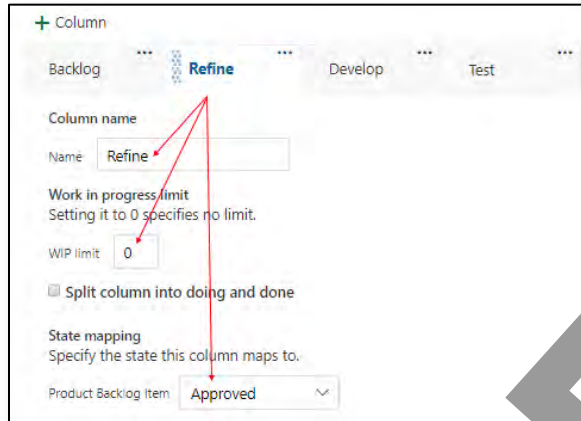 + Column
Backlog ... Refine ... Develop ... Test ...
Column name
Name Refine
Work in progress limit
Setting it to 0 specifies no limit.
WIP limit 0
Split column into doing and done
State mapping
Specify the state this column maps to.
Product Backlog Item Approved